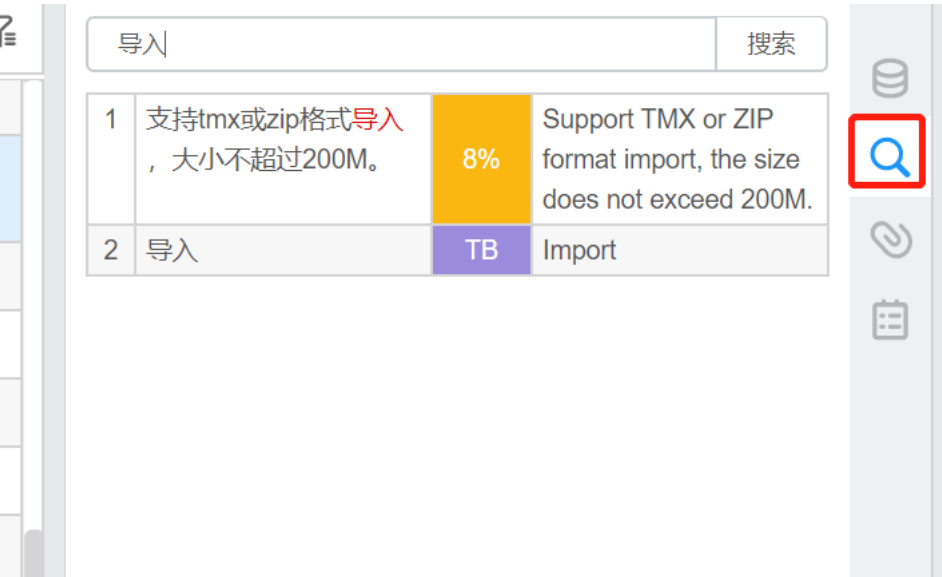 导入
搜索
1
支持tmx或zip格式导入
，大小不超过200M。
8%
Support TMX or ZIP
format import, the size
does not exceed 200M.
2
导入
TB
Import